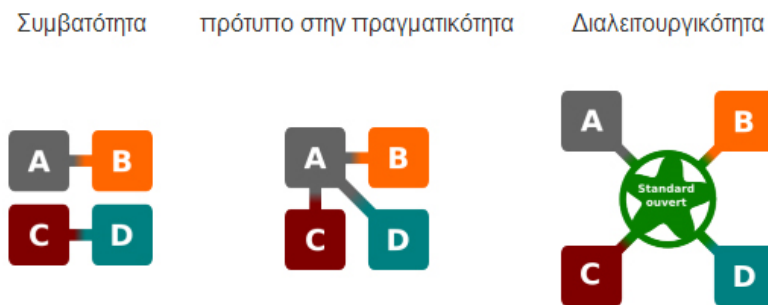 Συμβατότητα
πρότυπο στην πραγματικότητα
Διαλειτουργικότητα
A B
C D
A B
C D
A B
Standard
ouvert
C D